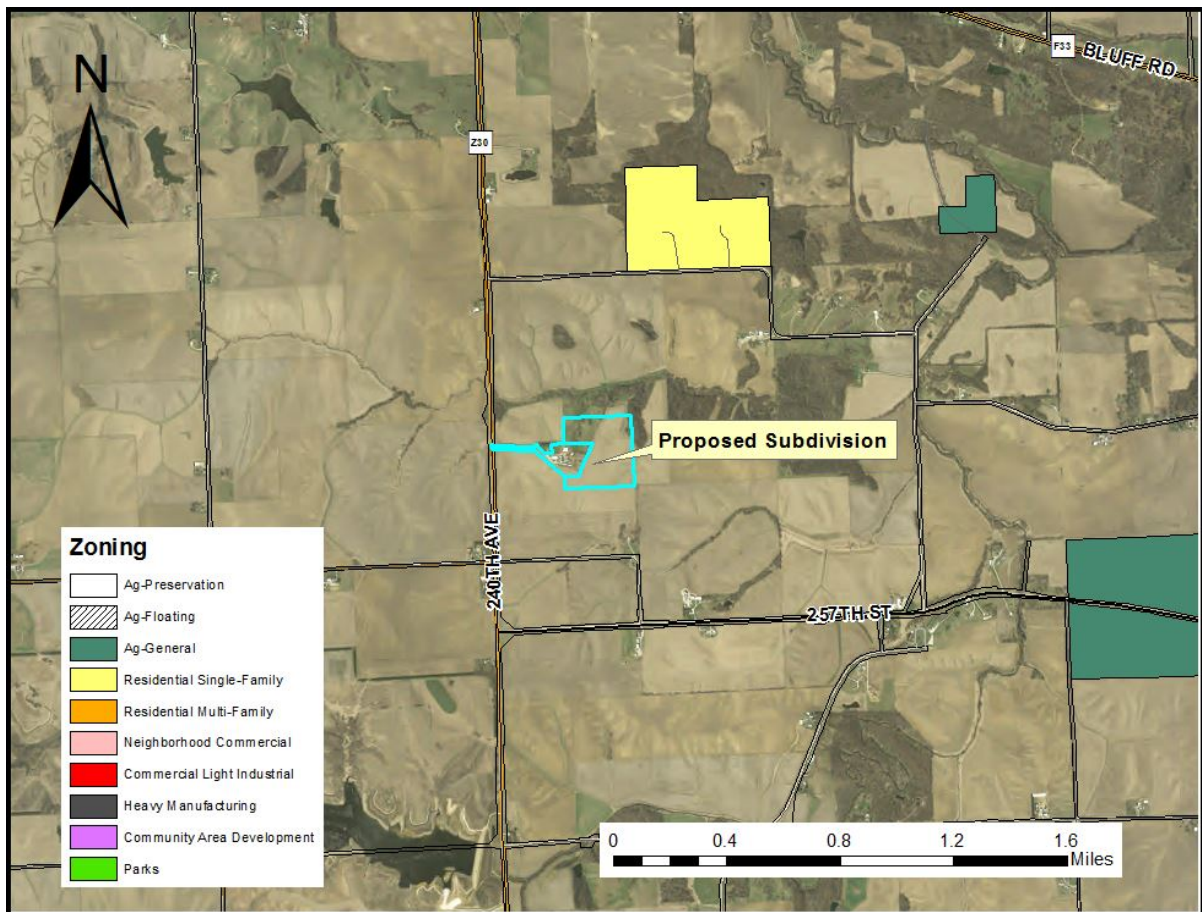 N
F33
BLUFF RD
Z30
Proposed Subdivision
240TH AVE
257TH ST
Zoning
Ag-Preservation
Ag-Floating
Ag-General
Residential Single-Family
Residential Multi-Family
Neighborhood Commercial
Commercial Light Industrial
Heavy Manufacturing
Community Area Development
Parks
0 0.4 0.8 1.2 1.6
Miles